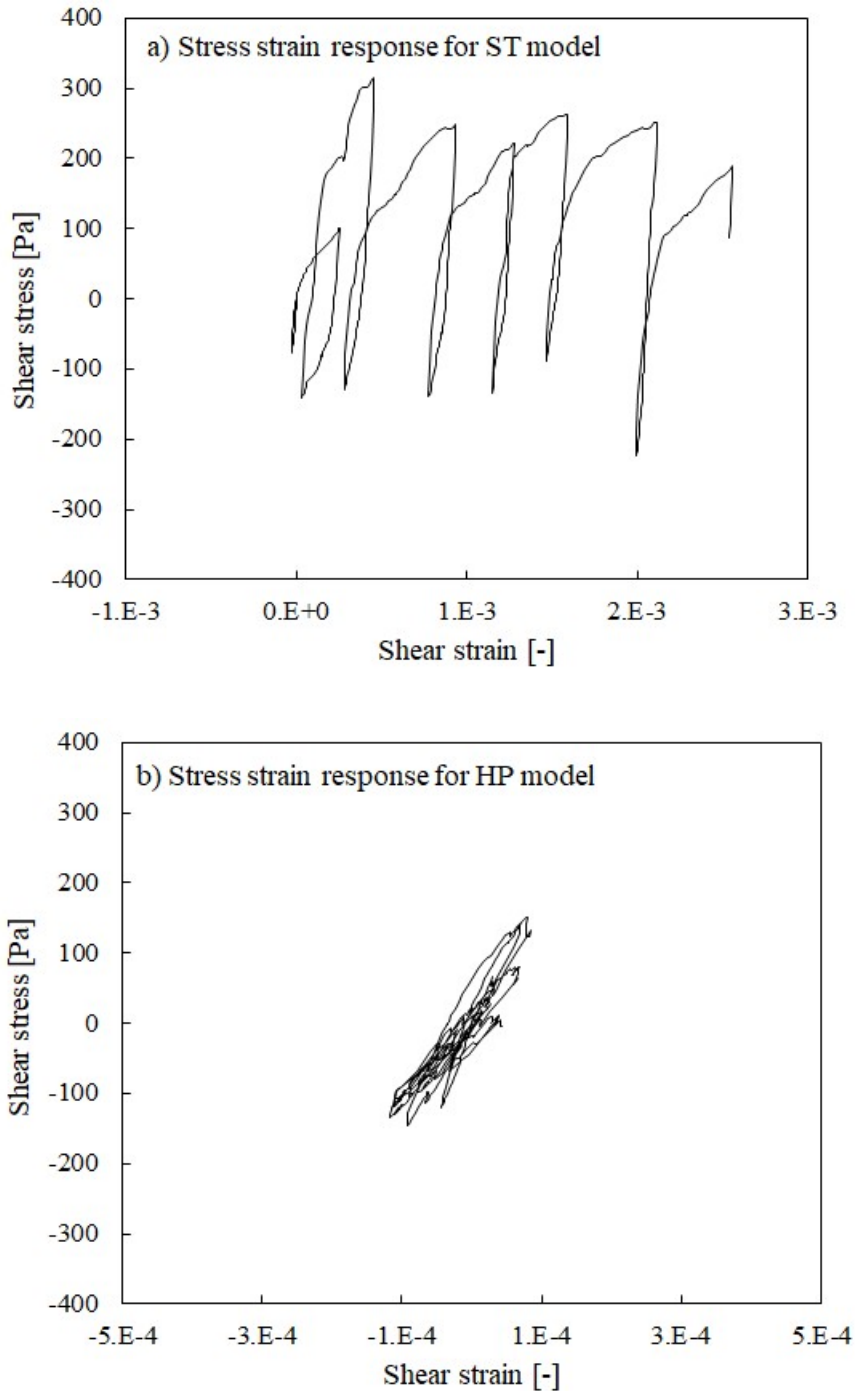 a) Stress strain response for ST model
400
300
200
100
0
-100
-200
-300
-400
Shear stress [Pa]
-1.E-3 0.E+0 1.E-3 2.E-3 3.E-3
Shear strain [-]
b) Stress strain response for HP model
400
300
200
100
0
-100
-200
-300
-400
Shear stress [Pa]
-5.E-4 -3.E-4 -1.E-4 1.E-4 3.E-4 5.E-4
Shear strain [-]